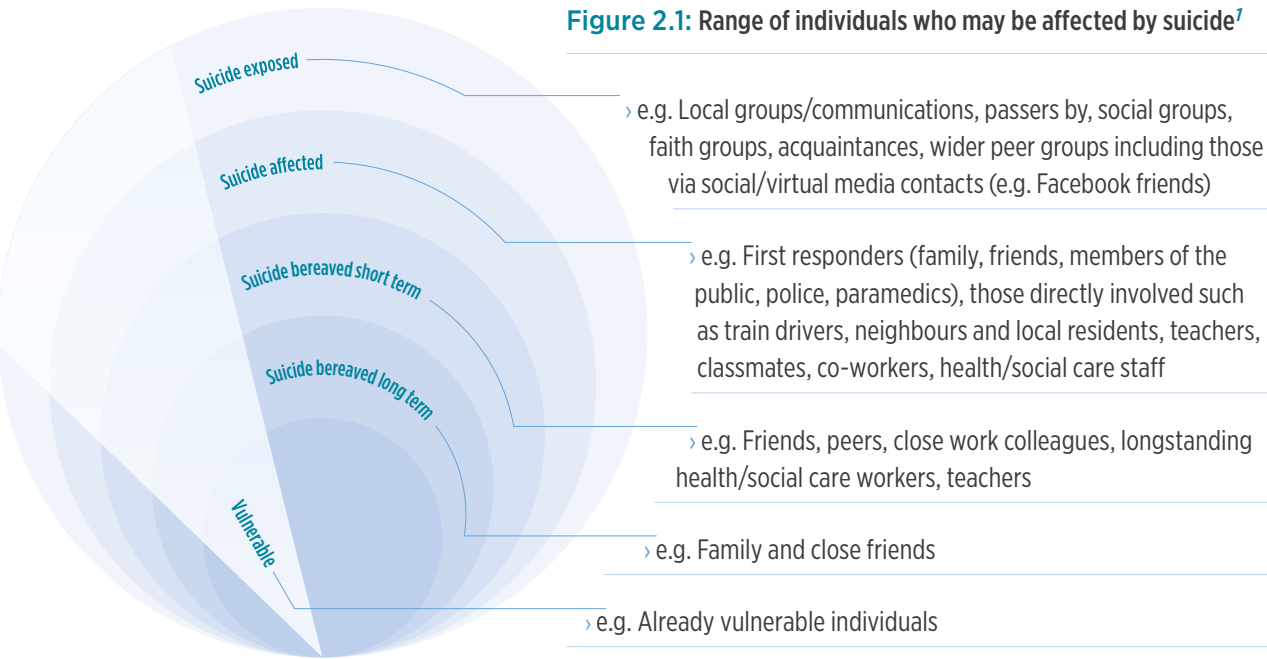 Figure 2.1: Range of individuals who may be affected by suicide1
Suicide exposed
› e.g. Local groups/communications, passers by, social groups,
faith groups, acquaintances, wider peer groups including those
via social/virtual media contacts (e.g. Facebook friends)
Suicide affected
› e.g. First responders (family, friends, members of the
public, police, paramedics), those directly involved such
as train drivers, neighbours and local residents, teachers,
classmates, co-workers, health/social care staff
Suicide bereaved short term
› e.g. Friends, peers, close work colleagues, longstanding
health/social care workers, teachers
Suicide bereaved long term
› e.g. Family and close friends
Vulnerable
› e.g. Already vulnerable individuals